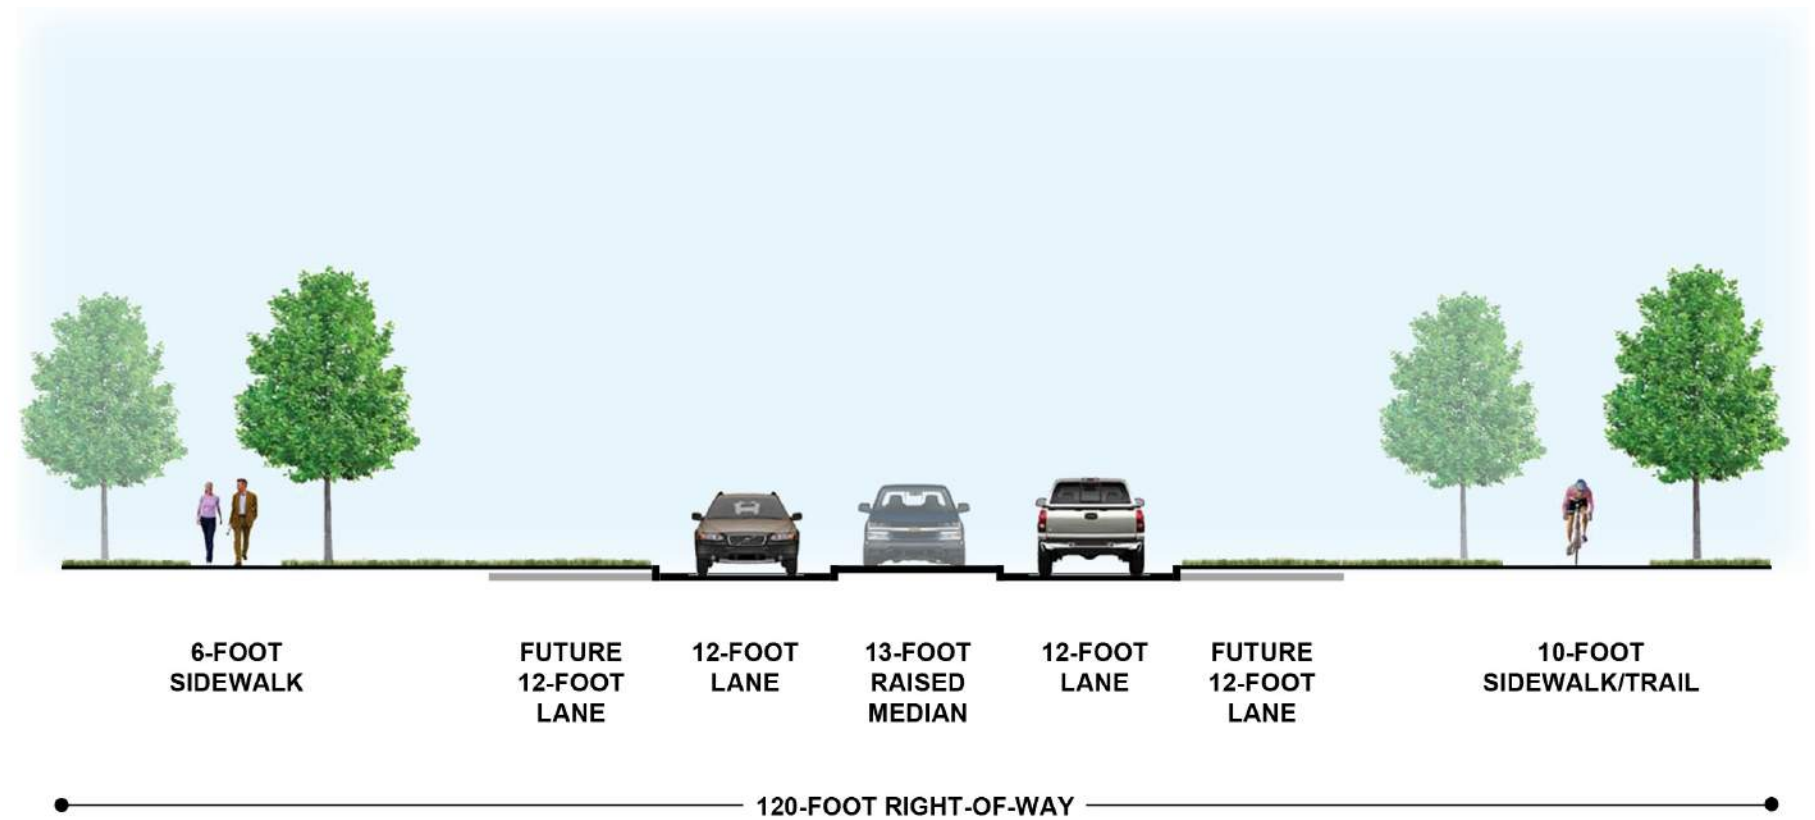 6-FOOT
SIDEWALK
FUTURE
12-FOOT
LANE
12-FOOT
LANE
13-FOOT
RAISED
MEDIAN
12-FOOT
LANE
FUTURE
12-FOOT
LANE
10-FOOT
SIDEWALK/TRAIL
120-FOOT RIGHT-OF-WAY